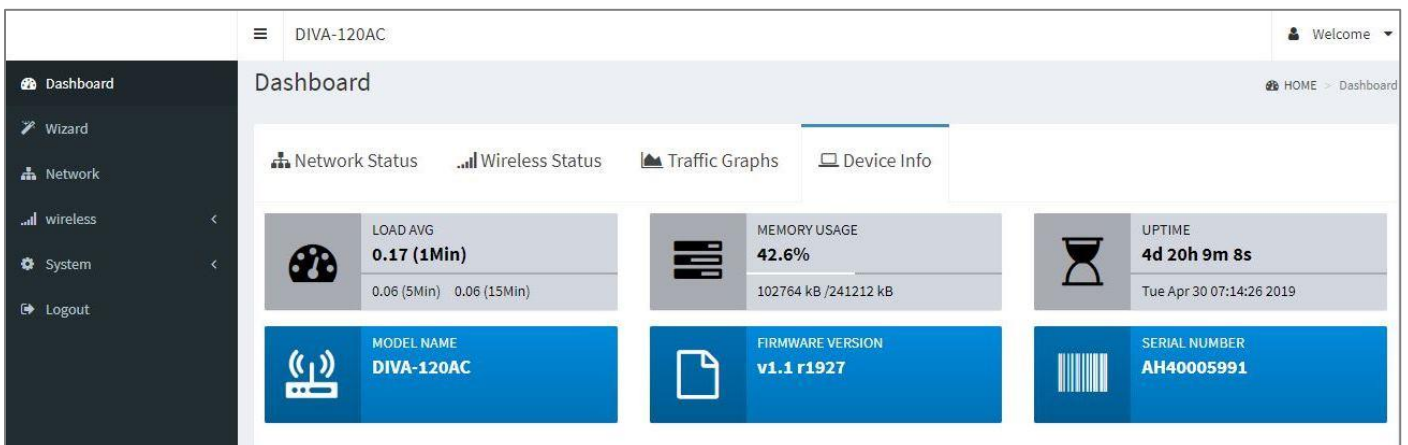 DIVA-120AC
Welcome
Dashboard
Wizard
Network
wireless
System
Logout
Dashboard
HOME > Dashboard
Network Status
Wireless Status
Traffic Graphs
Device Info
LOAD AVG
0.17 (1Min)
0.06 (5Min) 0.06 (15Min)
MEMORY USAGE
42.6%
102764 kB /241212 kB
UPTIME
4d 20h 9m 8s
Tue Apr 30 07:14:26 2019
MODEL NAME
DIVA-120AC
FIRMWARE VERSION
v1.1 r1927
SERIAL NUMBER
AH40005991